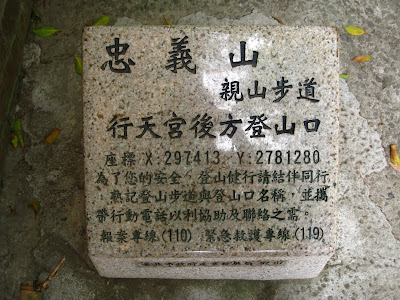 忠義山
親山步道
行天宮後方登山口
座標 X:297413. Y:2781280
為了您的安全,登山健行請結伴同行
熟記登山步道與登山口名稱,並攜
帶行動電話以利協助及聯絡之需。
報案專線(110) 緊急救護專線(119)